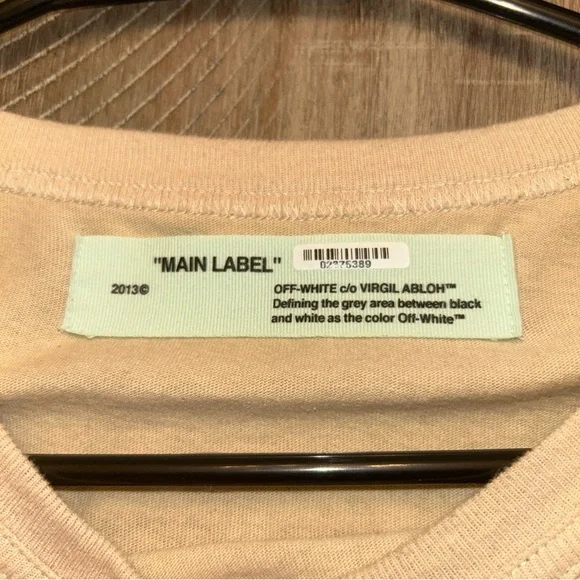 "MAIN LABEL"
02375389
2013©
OFF-WHITE c/o VIRGIL ABLOH™
Defining the grey area between black
and white as the color Off-White™